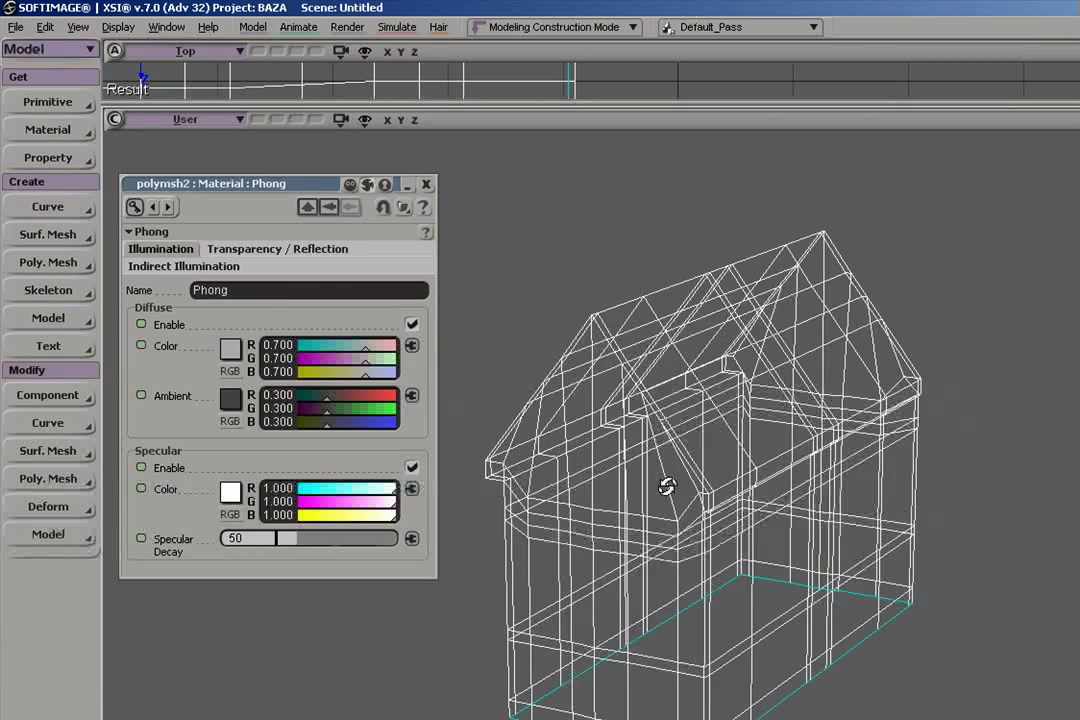 SOFTIMAGE® | XSI® v.7.0 (Adv 32) Project: BAZA Scene: Untitled
File Edit View Display Window Help Model Animate Render Simulate Hair Modeling Construction Mode Default_Pass
Model A Top X Y Z
Get
Result
Primitive
C User X Y Z
Material
Property
Create
Curve
Surf. Mesh
Poly. Mesh
Skeleton
Model
Text
Modify
Component
Curve
Surf. Mesh
Poly. Mesh
Deform
Model
polymsh2 : Material : Phong
Phong ?
Illumination Transparency / Reflection
Indirect Illumination
Name Phong
Diffuse
Enable
Color R 0.700
G 0.700
RGB B 0.700
Ambient R 0.300
G 0.300
RGB B 0.300
Specular
Enable
Color R 1.000
G 1.000
RGB B 1.000
Specular Decay 50